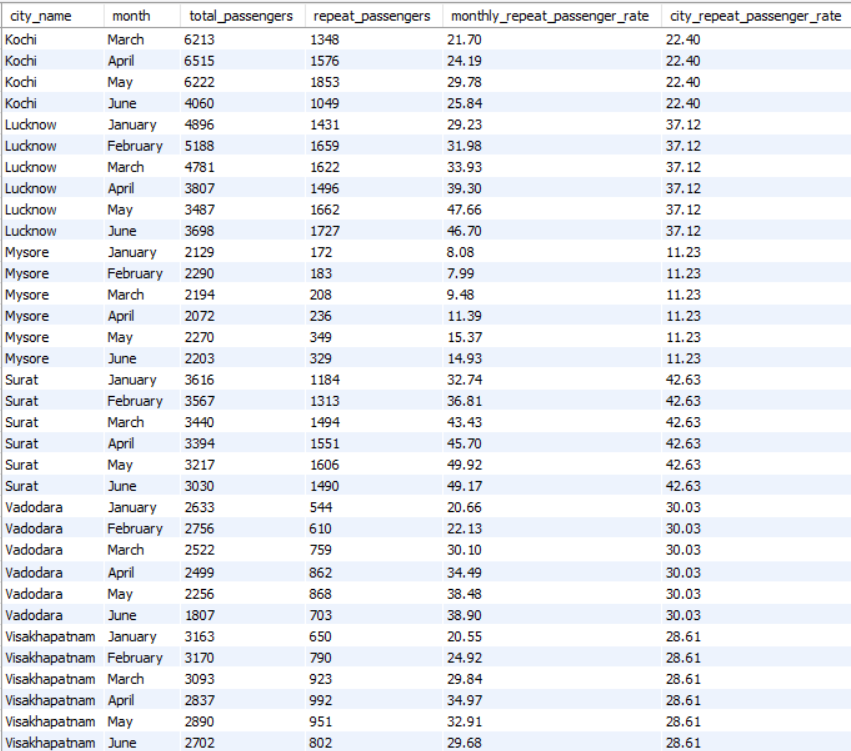 city_name month total_passengers repeat_passengers monthly_repeat_passenger_rate city_repeat_passenger_rate
Kochi March 6213 1348 21.70 22.40
Kochi April 6515 1576 24.19 22.40
Kochi May 6222 1853 29.78 22.40
Kochi June 4060 1049 25.84 22.40
Lucknow January 4896 1431 29.23 37.12
Lucknow February 5188 1659 31.98 37.12
Lucknow March 4781 1622 33.93 37.12
Lucknow April 3807 1496 39.30 37.12
Lucknow May 3487 1662 47.66 37.12
Lucknow June 3698 1727 46.70 37.12
Mysore January 2129 172 8.08 11.23
Mysore February 2290 183 7.99 11.23
Mysore March 2194 208 9.48 11.23
Mysore April 2072 236 11.39 11.23
Mysore May 2270 349 15.37 11.23
Mysore June 2203 329 14.93 11.23
Surat January 3616 1184 32.74 42.63
Surat February 3567 1313 36.81 42.63
Surat March 3440 1494 43.43 42.63
Surat April 3394 1551 45.70 42.63
Surat May 3217 1606 49.92 42.63
Surat June 3030 1490 49.17 42.63
Vadodara January 2633 544 20.66 30.03
Vadodara February 2756 610 22.13 30.03
Vadodara March 2522 759 30.10 30.03
Vadodara April 2499 862 34.49 30.03
Vadodara May 2256 868 38.48 30.03
Vadodara June 1807 703 38.90 30.03
Visakhapatnam January 3163 650 20.55 28.61
Visakhapatnam February 3170 790 24.92 28.61
Visakhapatnam March 3093 923 29.84 28.61
Visakhapatnam April 2837 992 34.97 28.61
Visakhapatnam May 2890 951 32.91 28.61
Visakhapatnam June 2702 802 29.68 28.61